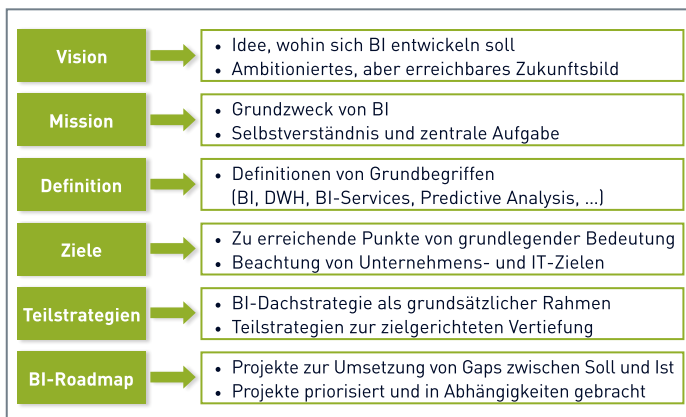 Vision
• Idee, wohin sich BI entwickeln soll
• Ambitioniertes, aber erreichbares Zukunftsbild
Mission
• Grundzweck von BI
• Selbstverständnis und zentrale Aufgabe
Definition
• Definitionen von Grundbegriffen
(BI, DWH, BI-Services, Predictive Analysis, ...)
Ziele
• Zu erreichende Punkte von grundlegender Bedeutung
• Beachtung von Unternehmens- und IT-Zielen
Teilstrategien
• BI-Dachstrategie als grundsätzlicher Rahmen
• Teilstrategien zur zielgerichteten Vertiefung
BI-Roadmap
• Projekte zur Umsetzung von Gaps zwischen Soll und Ist
• Projekte priorisiert und in Abhängigkeiten gebracht